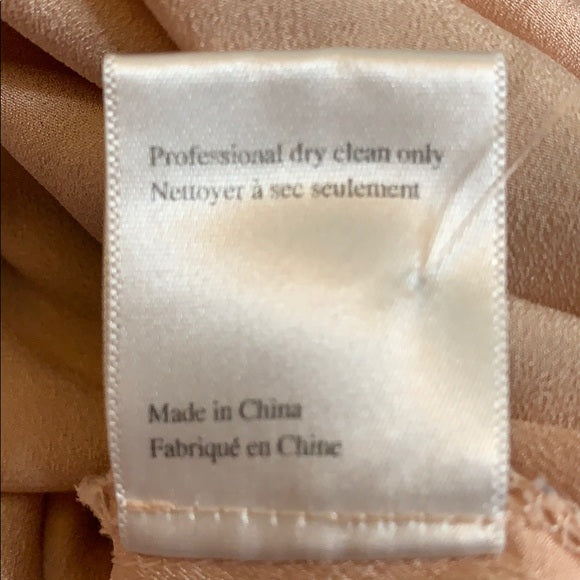 Professional dry clean only
Nettoyer à sec seulement
Made in China
Fabriqué en Chine